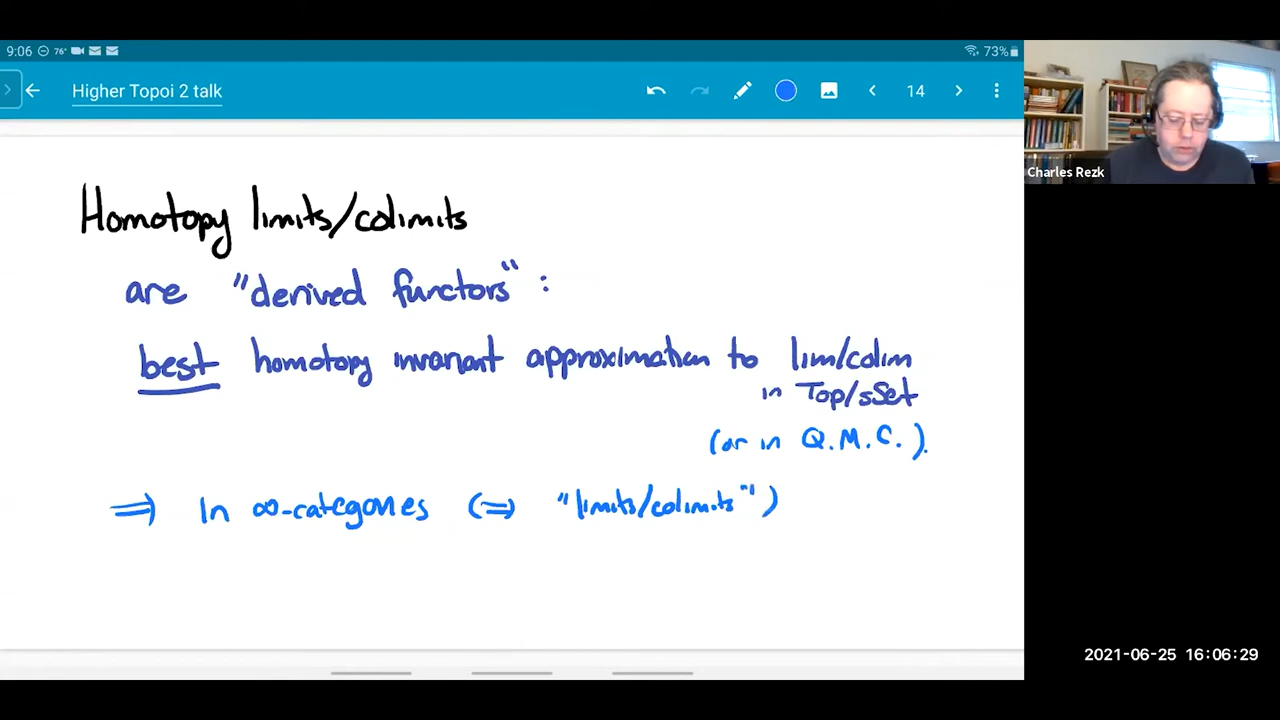 9:06 76° 73%
Higher Topoi 2 talk 14
Charles Rezk
Homotopy limits/colimits
are "derived functors" :
best homotopy invariant approximation to lim/colim
in Top/sSet
(or in Q.M.C.).
⇒ In ∞-categories (⇒ "limits/colimits")
2021-06-25 16:06:29